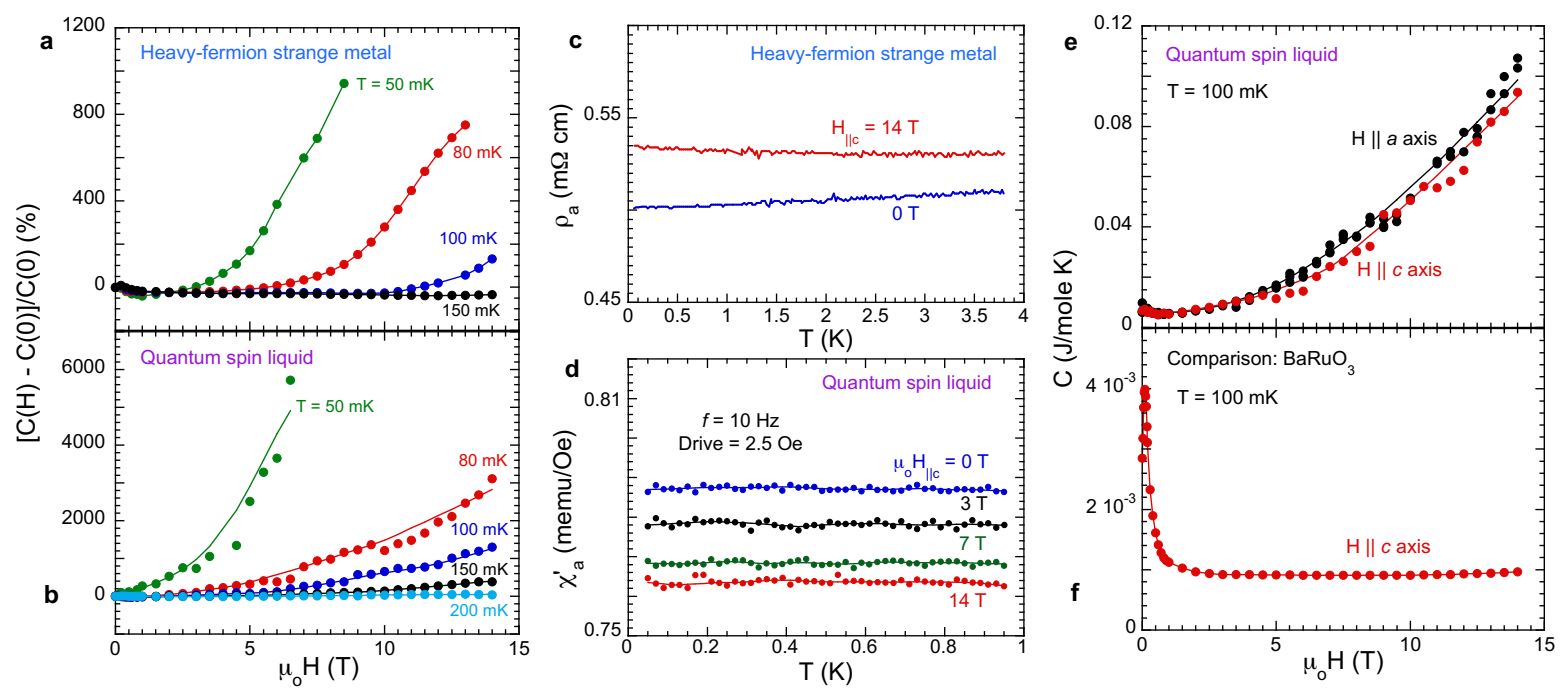 a
Heavy-fermion strange metal
T = 50 mK
80 mK
100 mK
150 mK
1200
800
400
0
[C(H) - C(0)]/C(0) (%)
b
Quantum spin liquid
T = 50 mK
80 mK
100 mK
150 mK
200 mK
6000
4000
2000
0
0 5 10 15
μoH (T)
c
Heavy-fermion strange metal
H||c = 14 T
0 T
0.55
0.45
ρa (mΩ cm)
0 0.5 1 1.5 2 2.5 3 3.5 4
T (K)
d
Quantum spin liquid
f = 10 Hz
Drive = 2.5 Oe
μoH||c = 0 T
3 T
7 T
14 T
0.81
0.75
χ'a (memu/Oe)
0 0.2 0.4 0.6 0.8 1
T (K)
e
Quantum spin liquid
T = 100 mK
H || a axis
H || c axis
0.12
0.08
0.04
0
C (J/mole K)
f
Comparison: BaRuO3
T = 100 mK
H || c axis
4 10-3
2 10-3
0
0 5 10 15
μoH (T)